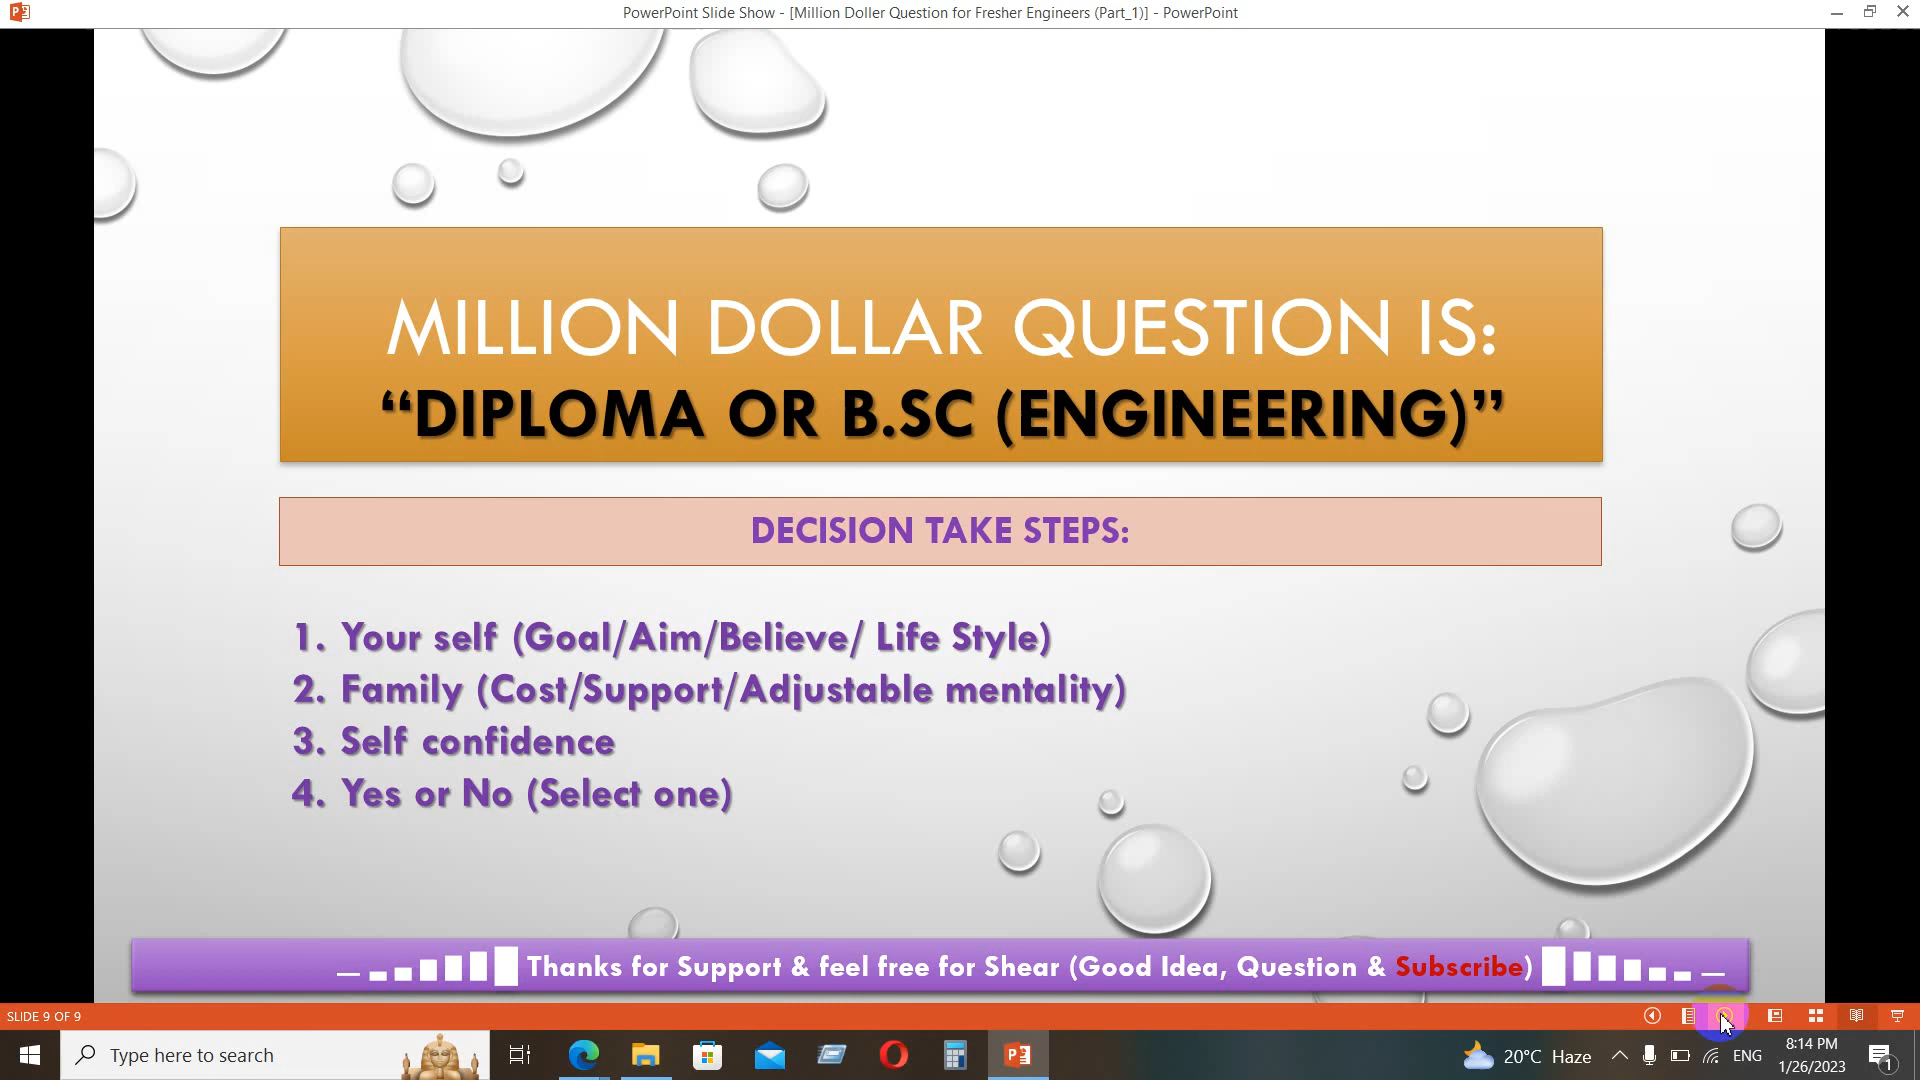 PowerPoint Slide Show - [Million Doller Question for Fresher Engineers (Part_1)] - PowerPoint
MILLION DOLLAR QUESTION IS:
“DIPLOMA OR B.SC (ENGINEERING)”
DECISION TAKE STEPS:
1. Your self (Goal/Aim/Believe/ Life Style)
2. Family (Cost/Support/Adjustable mentality)
3. Self confidence
4. Yes or No (Select one)
Thanks for Support & feel free for Shear (Good Idea, Question & Subscribe)
SLIDE 9 OF 9
Type here to search
20°C Haze
ENG
8:14 PM
1/26/2023
1